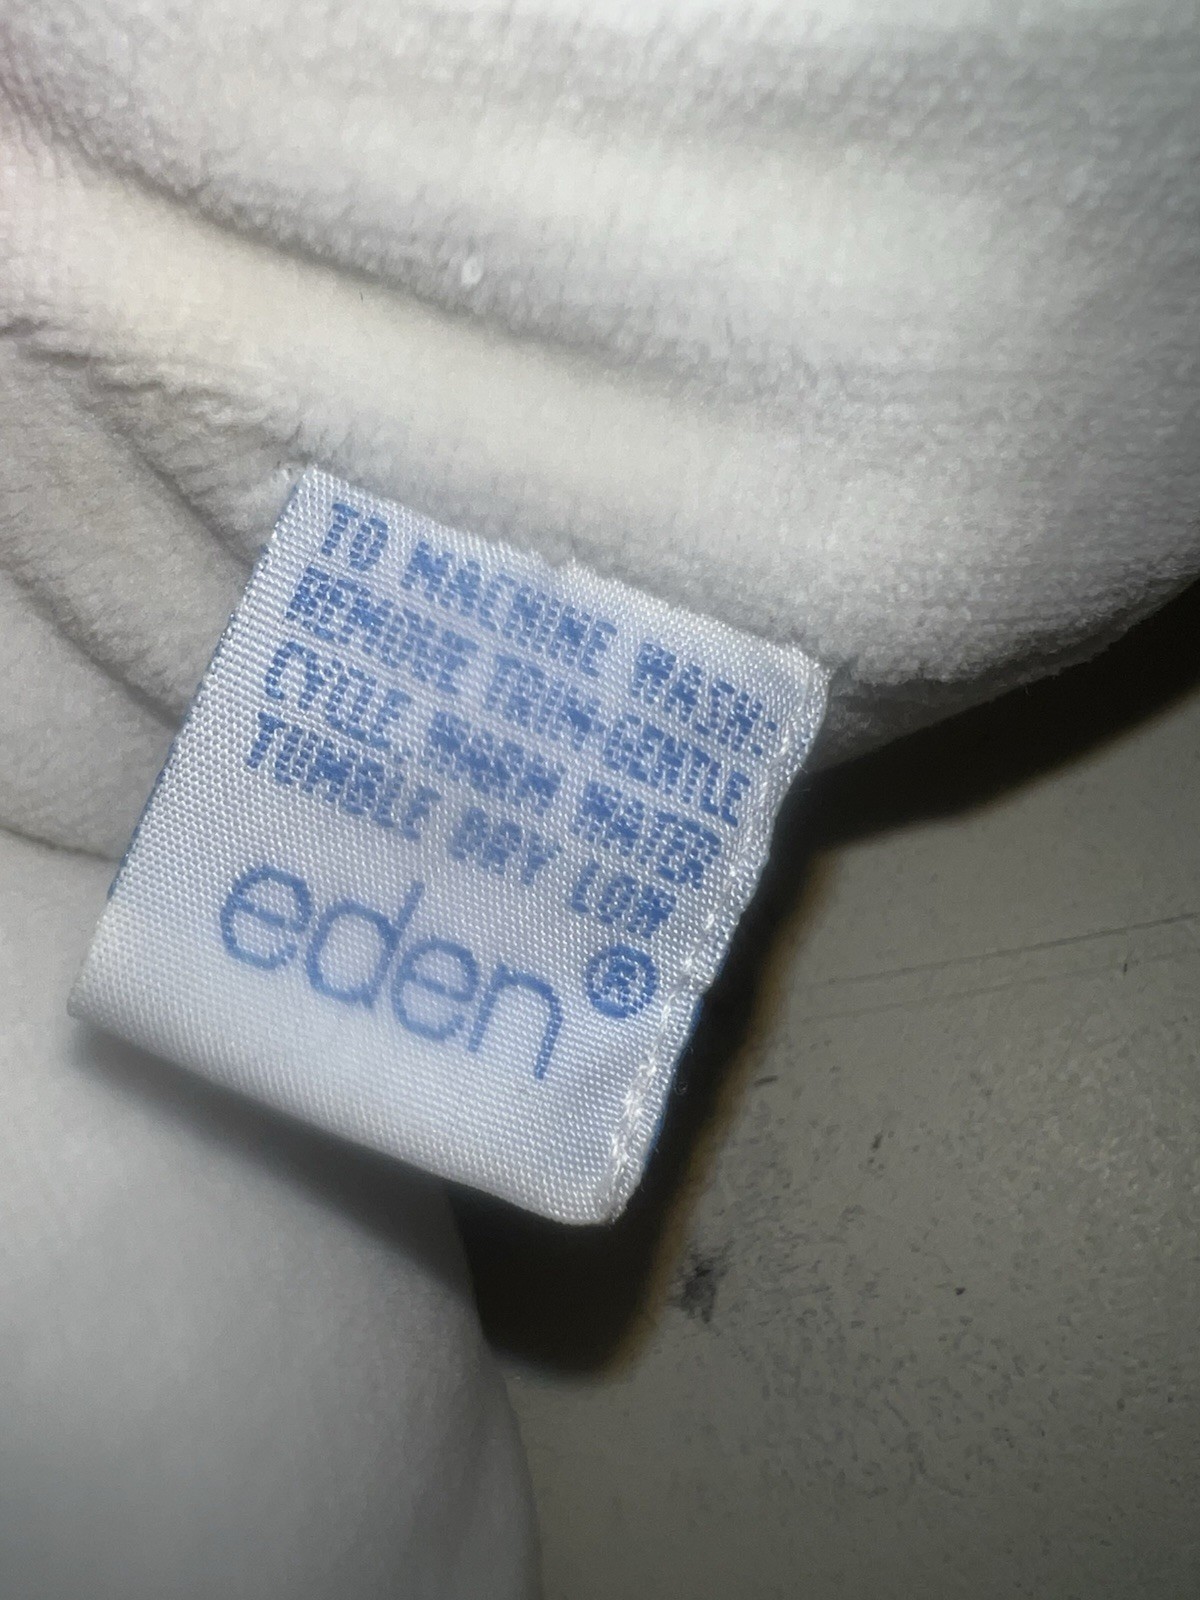 TO MACHINE WASH:
REMOVE TRIM-GENTLE
CYCLE WARM WATER
TUMBLE DRY LOW
eden®